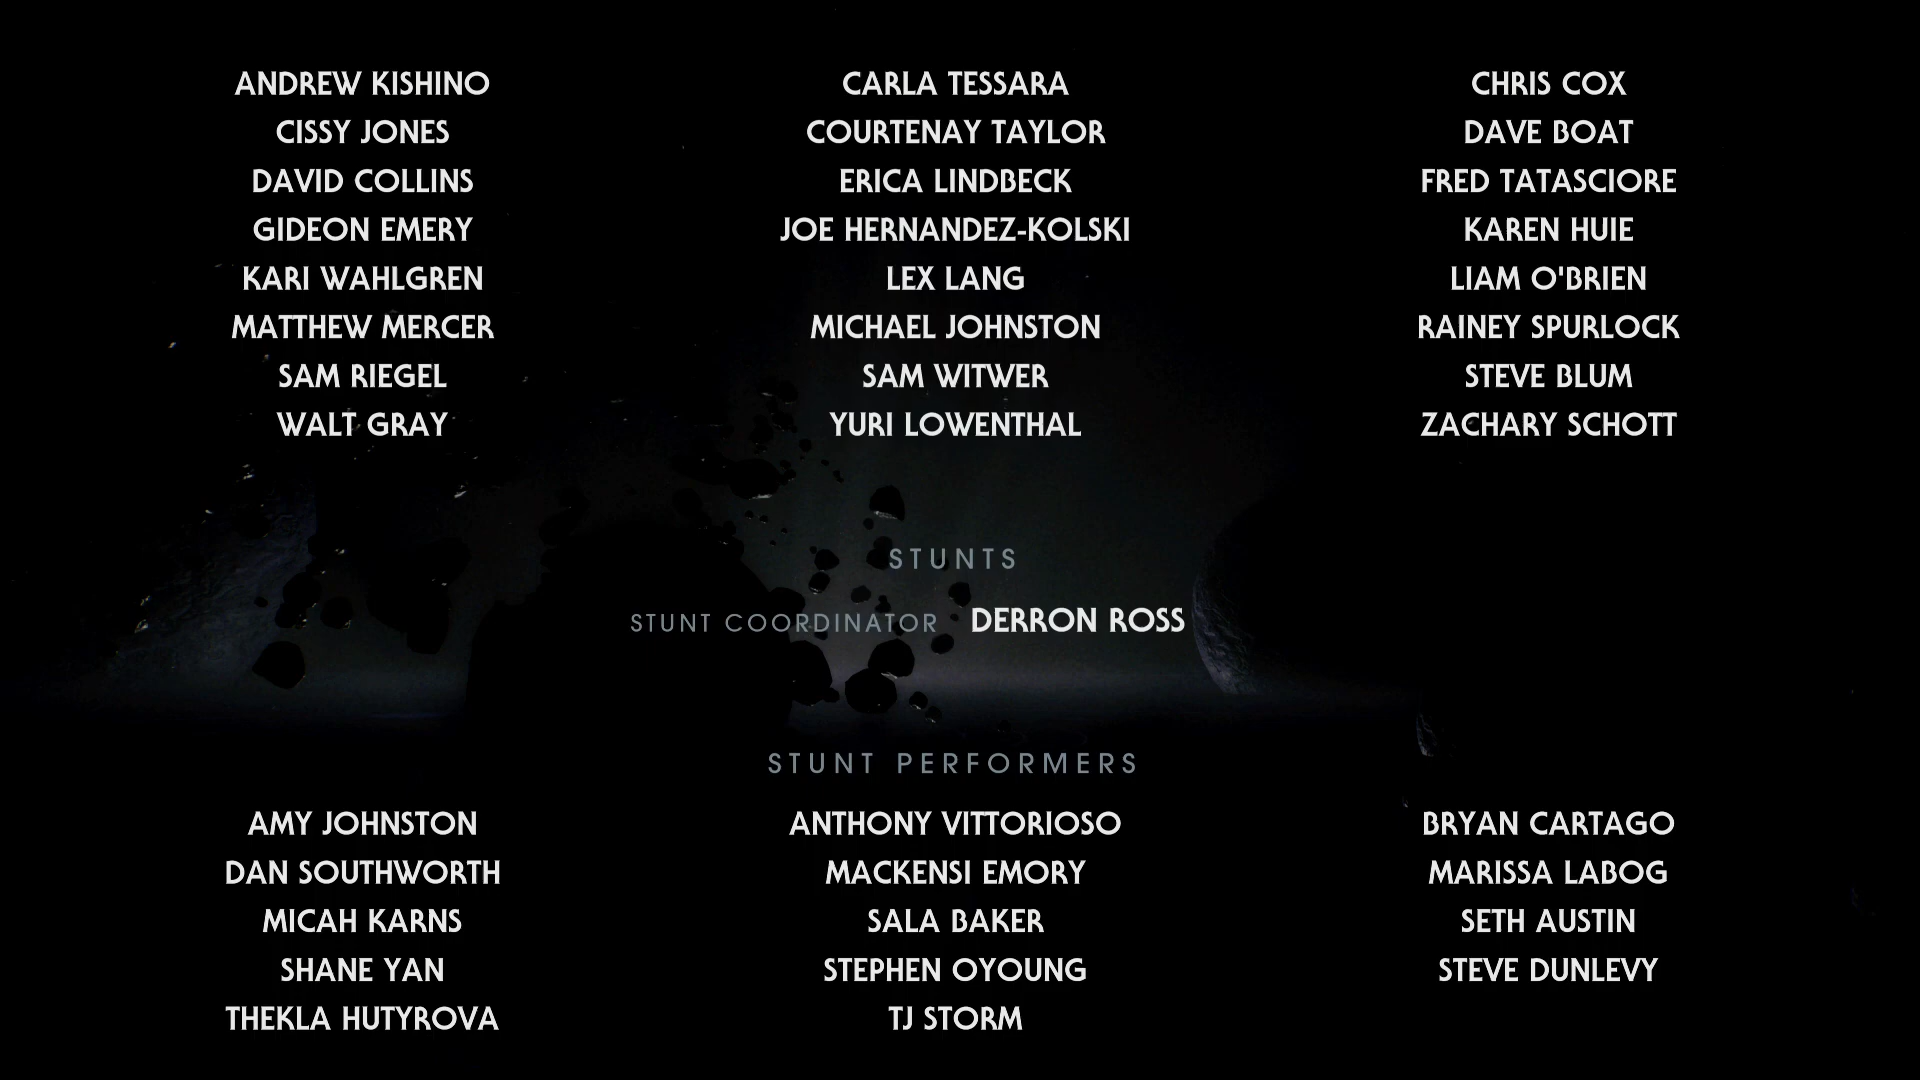 ANDREW KISHINO CARLA TESSARA CHRIS COX
CISSY JONES COURTENAY TAYLOR DAVE BOAT
DAVID COLLINS ERICA LINDBECK FRED TATASCIORE
GIDEON EMERY JOE HERNANDEZ-KOLSKI KAREN HUIE
KARI WAHLGREN LEX LANG LIAM O'BRIEN
MATTHEW MERCER MICHAEL JOHNSTON RAINEY SPURLOCK
SAM RIEGEL SAM WITWER STEVE BLUM
WALT GRAY YURI LOWENTHAL ZACHARY SCHOTT
STUNTS
STUNT COORDINATOR DERRON ROSS
STUNT PERFORMERS
AMY JOHNSTON ANTHONY VITTORIOSO BRYAN CARTAGO
DAN SOUTHWORTH MACKENSI EMORY MARISSA LABOG
MICAH KARNS SALA BAKER SETH AUSTIN
SHANE YAN STEPHEN OYOUNG STEVE DUNLEVY
THEKLA HUTYROVA TJ STORM